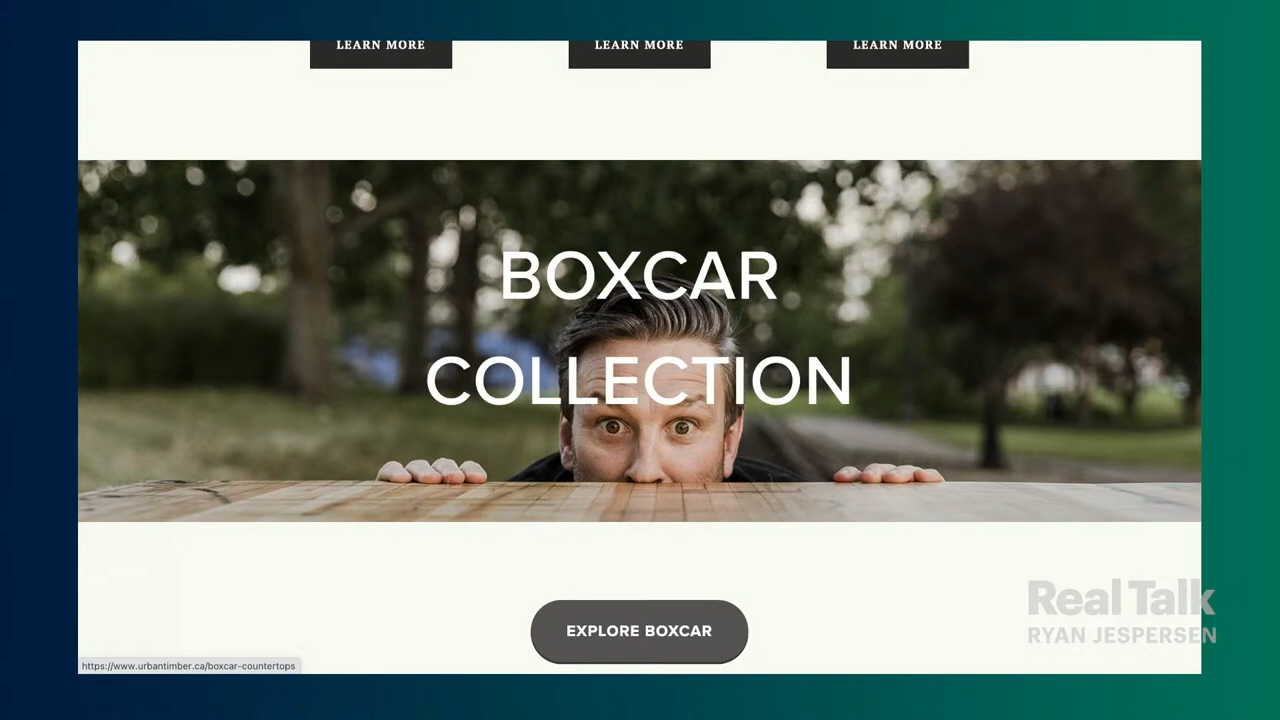 LEARN MORE LEARN MORE LEARN MORE
BOXCAR
COLLECTION
EXPLORE BOXCAR
Real Talk
RYAN JESPERSEN
https://www.urbantimber.ca/boxcar-countertops